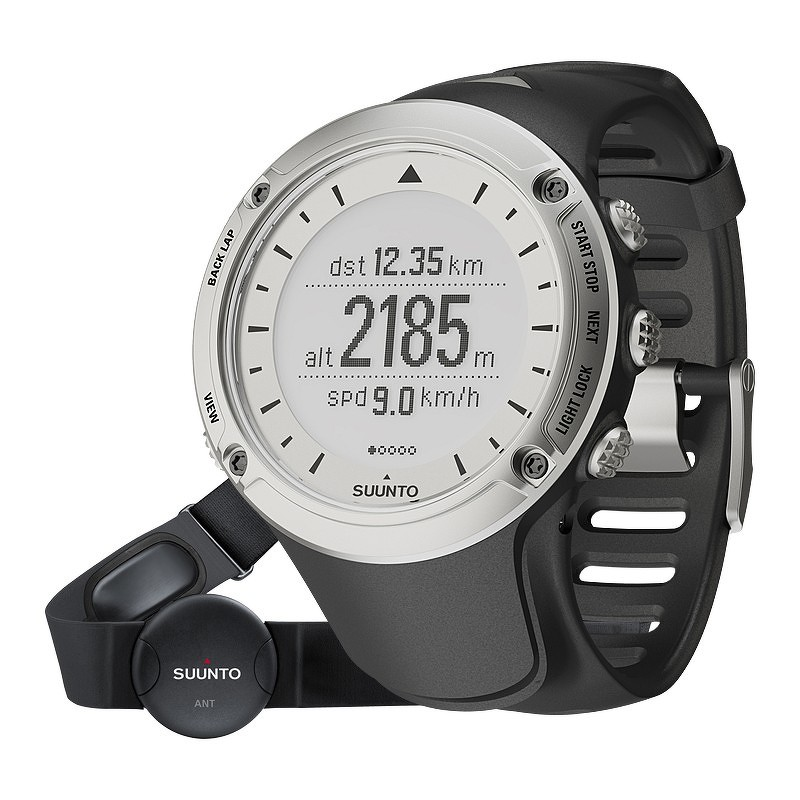 BACK LAP
VIEW
START STOP
NEXT
LIGHT LOCK
dst 12.35 km
alt 2185 m
spd 9.0 km/h
SUUNTO
SUUNTO
ANT